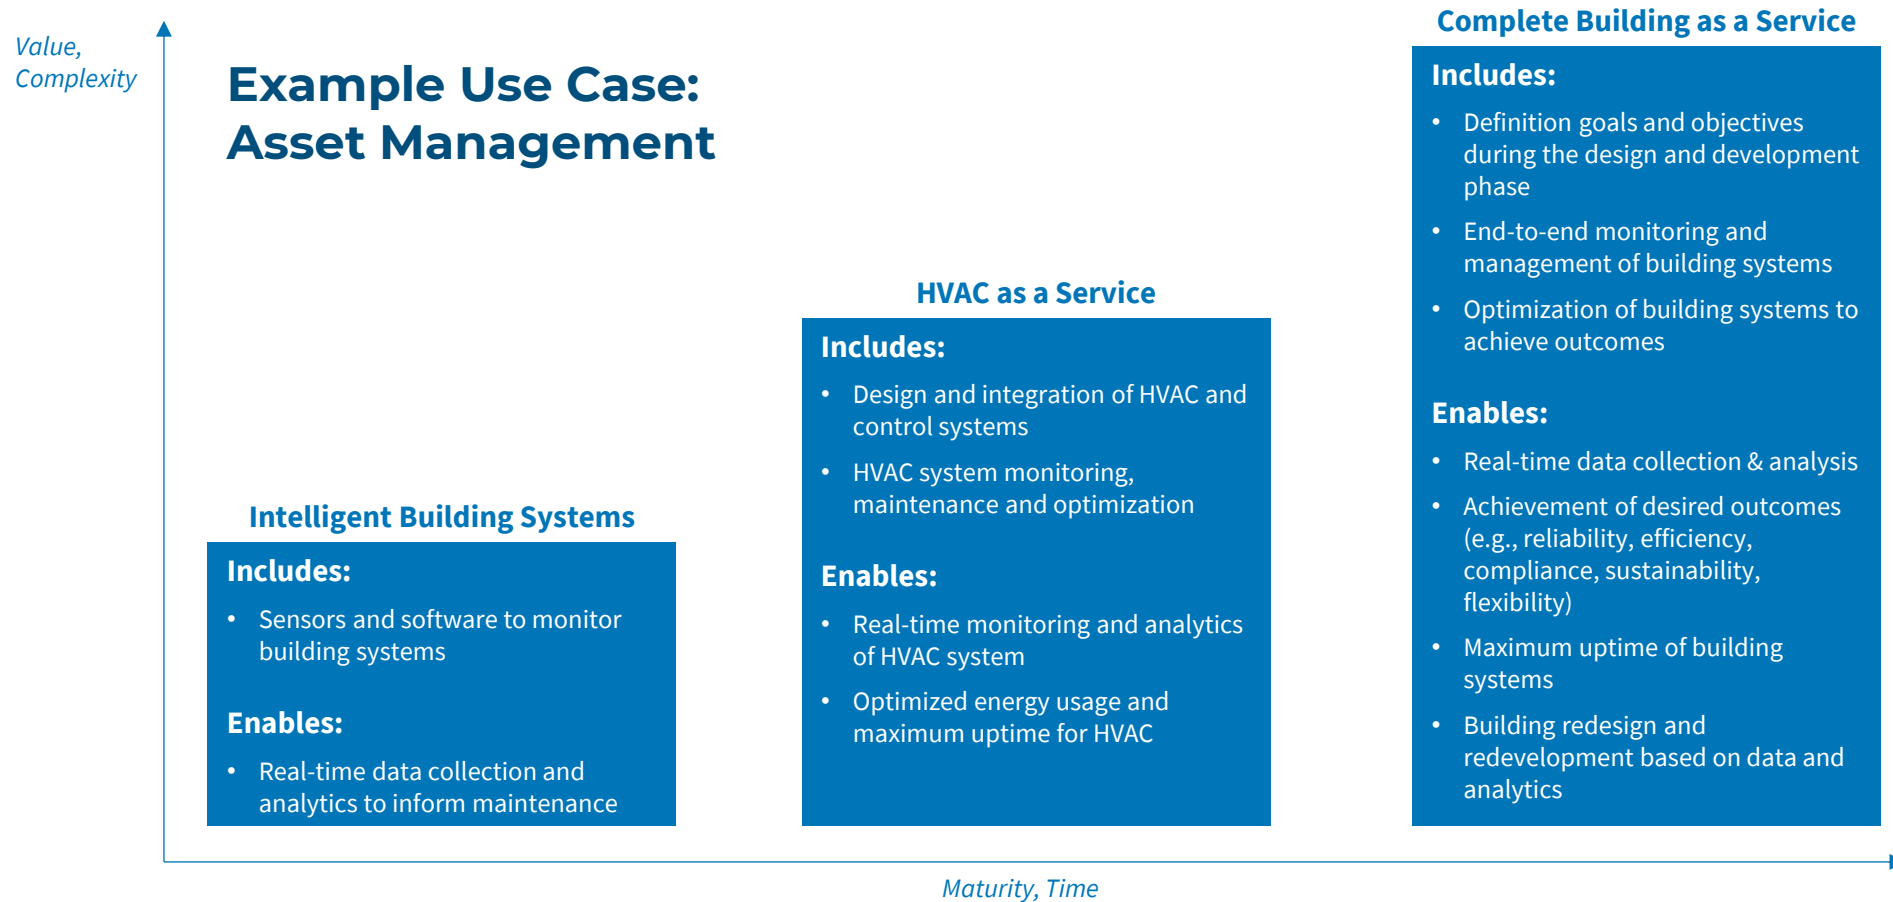 Value,
Complexity
Example Use Case:
Asset Management
Intelligent Building Systems
Includes:
• Sensors and software to monitor
building systems
Enables:
• Real-time data collection and
analytics to inform maintenance
HVAC as a Service
Includes:
• Design and integration of HVAC and
control systems
• HVAC system monitoring,
maintenance and optimization
Enables:
• Real-time monitoring and analytics
of HVAC system
• Optimized energy usage and
maximum uptime for HVAC
Complete Building as a Service
Includes:
• Definition goals and objectives
during the design and development
phase
• End-to-end monitoring and
management of building systems
• Optimization of building systems to
achieve outcomes
Enables:
• Real-time data collection & analysis
• Achievement of desired outcomes
(e.g., reliability, efficiency,
compliance, sustainability,
flexibility)
• Maximum uptime of building
systems
• Building redesign and
redevelopment based on data and
analytics
Maturity, Time